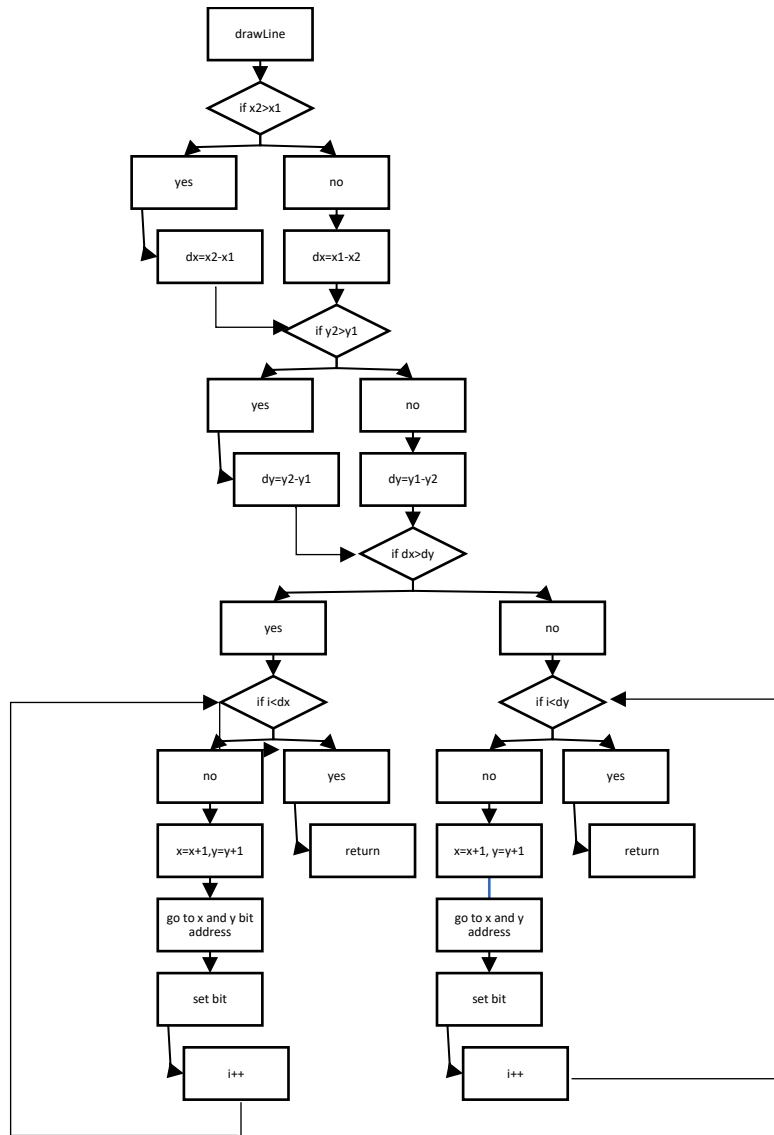 drawLine
if x2>x1
yes
no
dx=x2-x1
dx=x1-x2
if y2>y1
yes
no
dy=y2-y1
dy=y1-y2
if dx>dy
yes
no
if i<dx
if i<dy
no
yes
no
yes
x=x+1,y=y+1
return
x=x+1, y=y+1
return
go to x and y bit
address
go to x and y
address
set bit
set bit
i++
i++